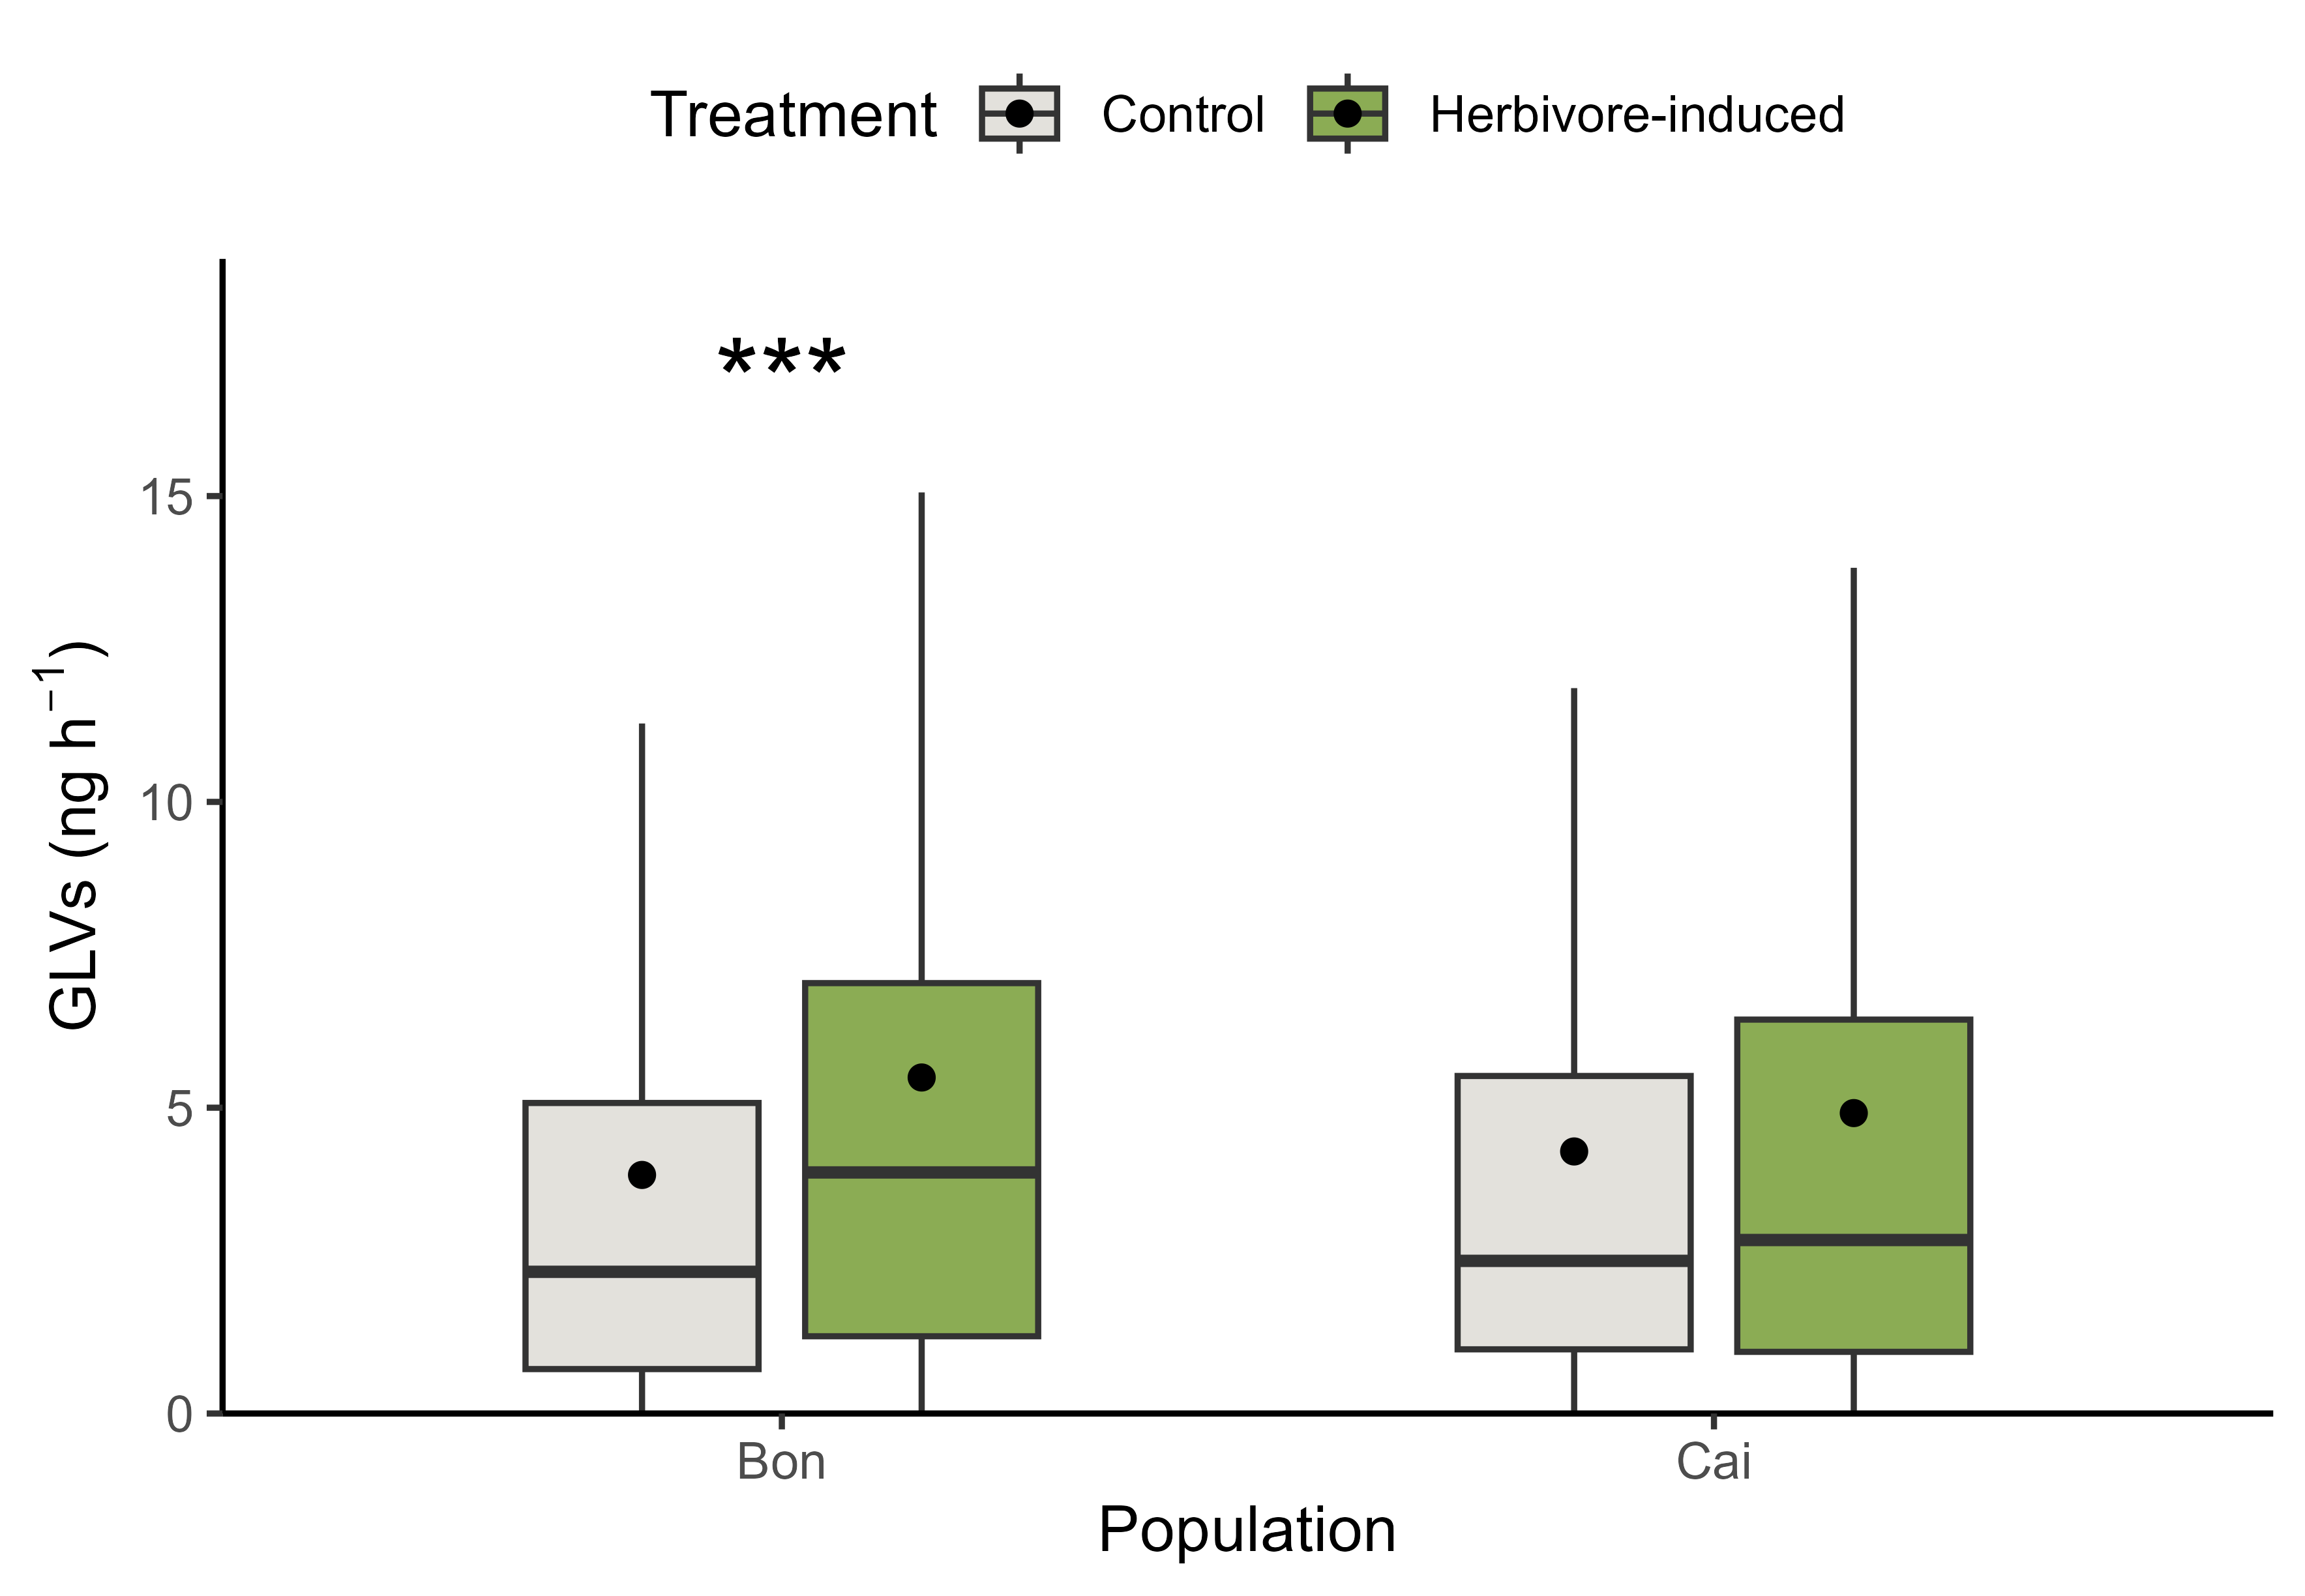 Treatment Control Herbivore-induced
***
15
10
5
0
GLVs (ng h⁻¹)
Bon Cai
Population